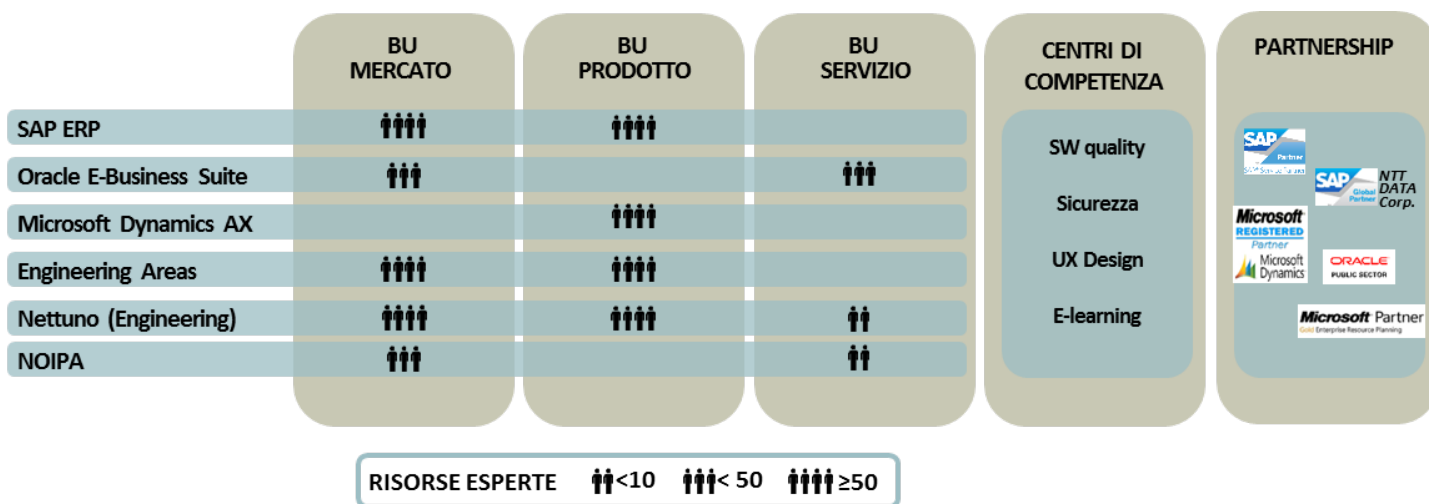 BU
MERCATO
BU
PRODOTTO
BU
SERVIZIO
CENTRI DI
COMPETENZA
PARTNERSHIP
SAP ERP
Oracle E-Business Suite
Microsoft Dynamics AX
Engineering Areas
Nettuno (Engineering)
NOIPA
SW quality
Sicurezza
UX Design
E-learning
SAP
Partner
SAP
Global
Partner
NTT
DATA
Corp.
Microsoft
REGISTERED
Partner
Microsoft
Dynamics
ORACLE
PUBLIC SECTOR
Microsoft Partner
Gold Enterprise Resource Planning
RISORSE ESPERTE <10 < 50 ≥50